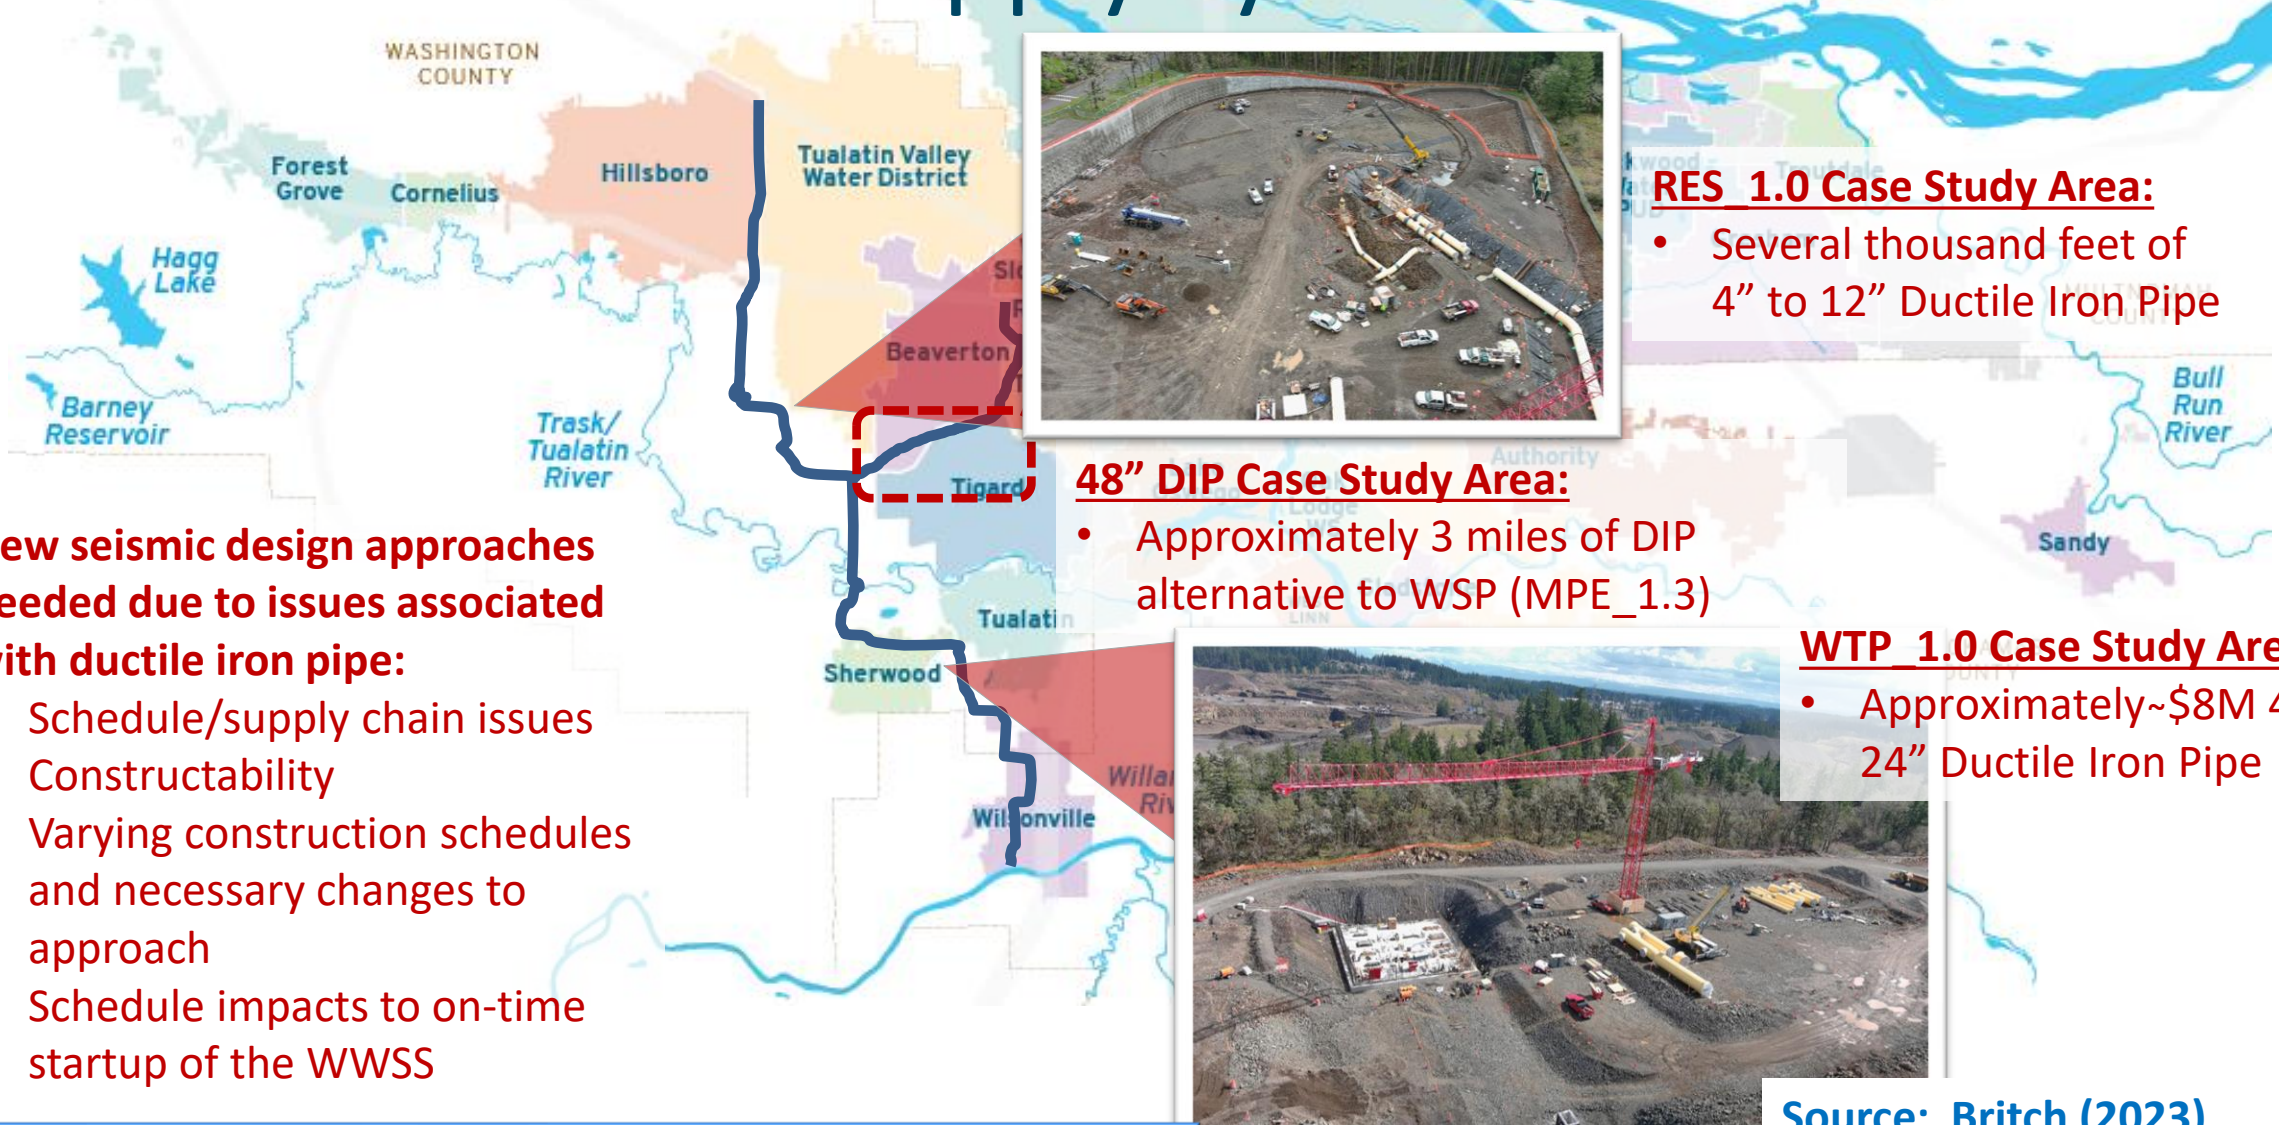 WASHINGTON
COUNTY
Forest
Grove
Cornelius
Hillsboro
Tualatin Valley
Water District
Hagg
Lake
Beaverton
Barney
Reservoir
Trask/
Tualatin
River
Tigard
Tualatin
Sherwood
Wilsonville
Bull
Run
River
Sandy
Authority
Troutdale
RES_1.0 Case Study Area:
• Several thousand feet of
4” to 12” Ductile Iron Pipe
48” DIP Case Study Area:
• Approximately 3 miles of DIP
alternative to WSP (MPE_1.3)
WTP_1.0 Case Study Are
• Approximately~$8M 4
24” Ductile Iron Pipe
ew seismic design approaches
eeded due to issues associated
with ductile iron pipe:
Schedule/supply chain issues
Constructability
Varying construction schedules
and necessary changes to
approach
Schedule impacts to on-time
startup of the WWSS
Source: Britch (2023)